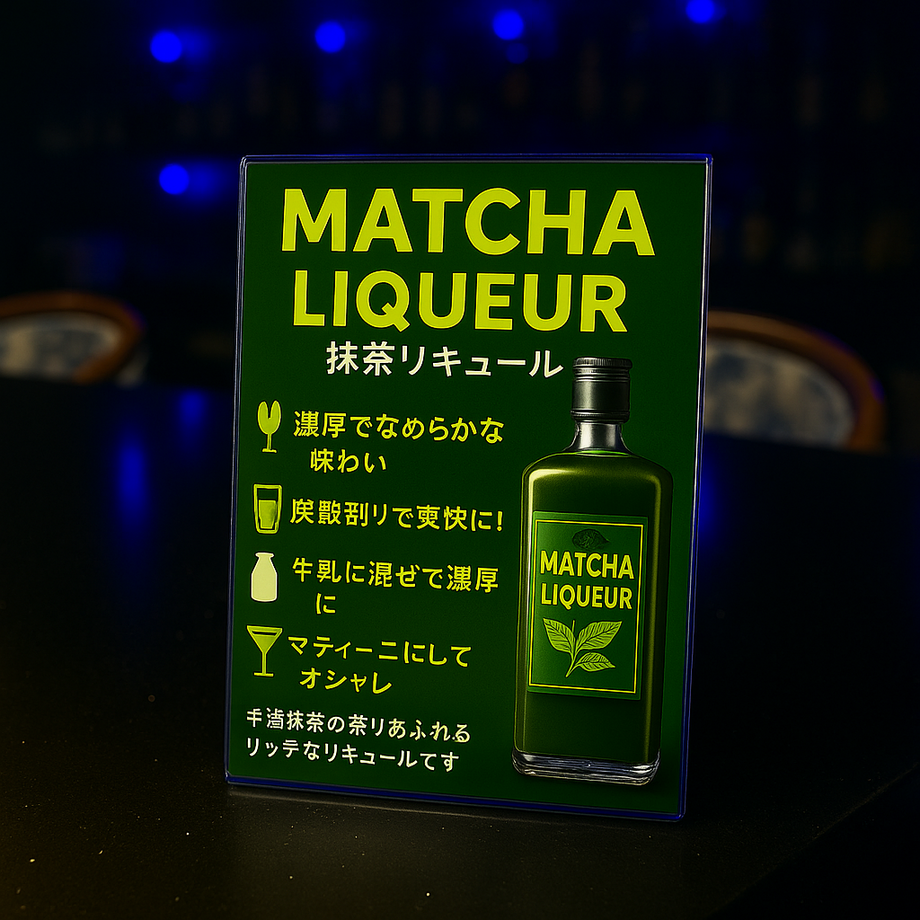 MATCHA
LIQUEUR
抹茶リキュール
濃厚でなめらかな
味わい
炭酸割りで爽快に!
牛乳に混ぜて濃厚
に
マティーニにして
オシャレ
抹茶の茶りあふれる
リッテなリキュールてす
MATCHA
LIQUEUR